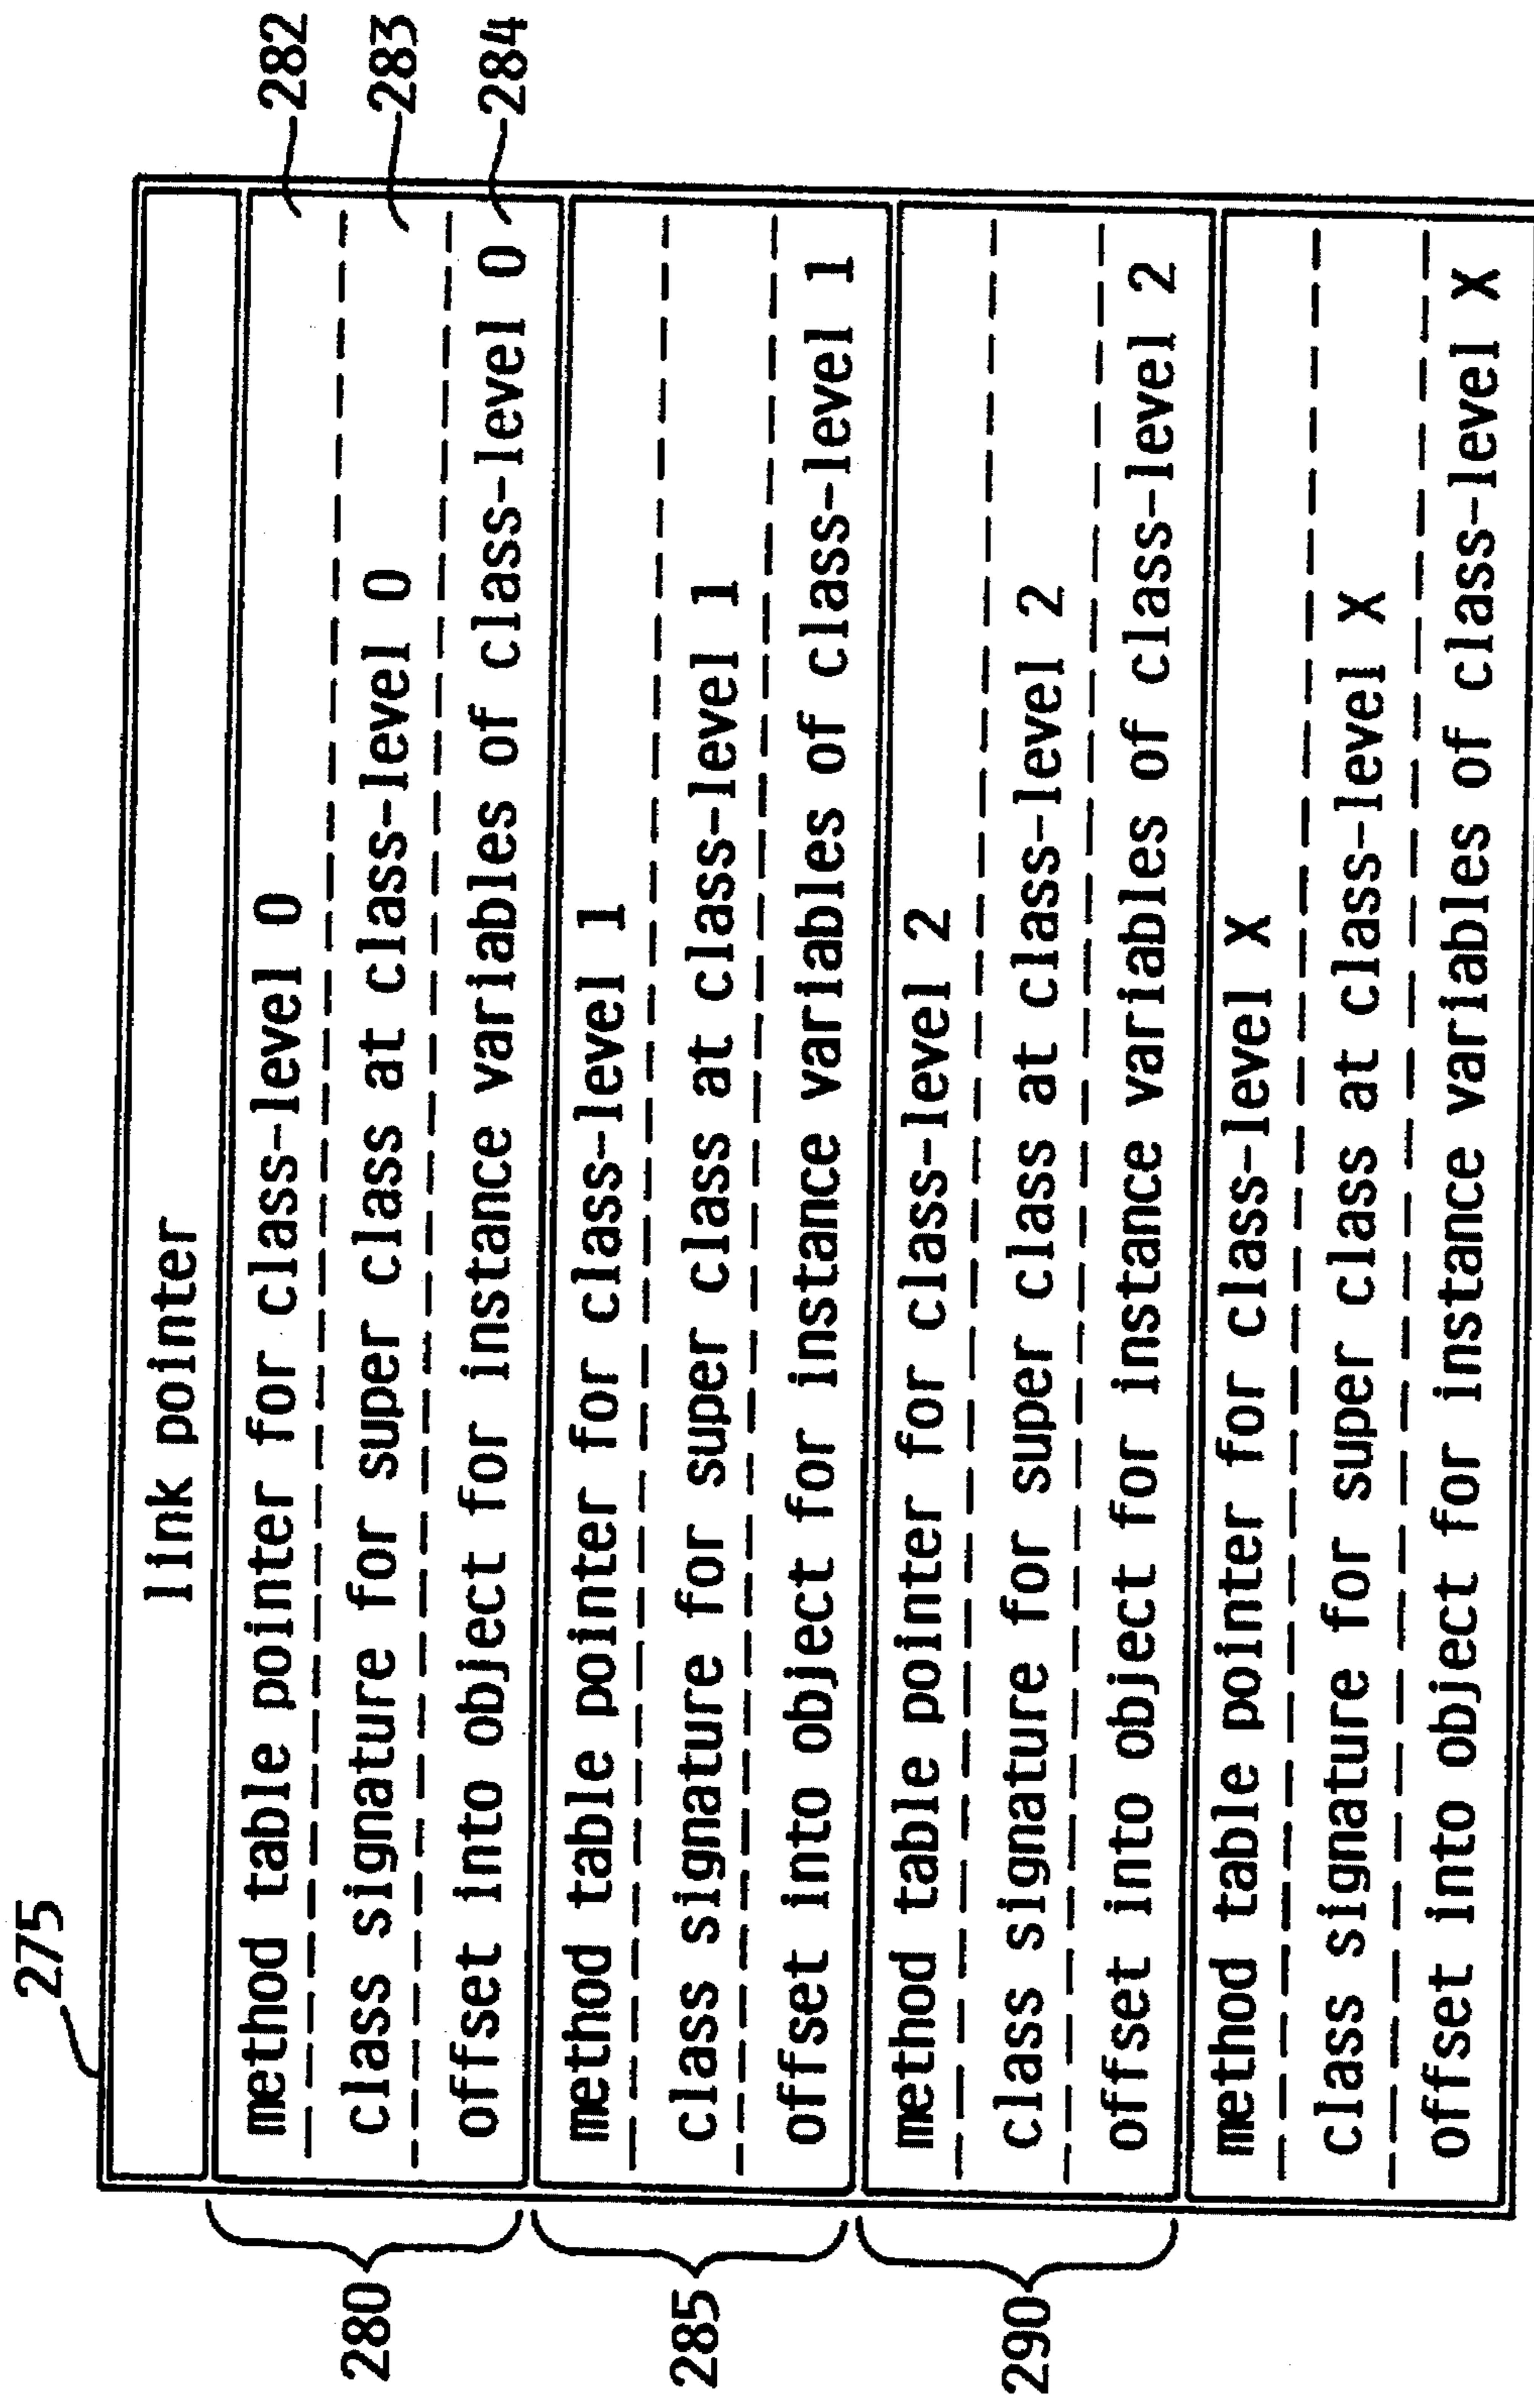 275
link pointer
280
method table pointer for class-level 0
282
class signature for super class at class-level 0
283
offset into object for instance variables of class-level 0
284
285
method table pointer for class-level 1
class signature for super class at class-level 1
offset into object for instance variables of class-level 1
290
method table pointer for class-level 2
class signature for super class at class-level 2
offset into object for instance variables of class-level 2
method table pointer for class-level X
class signature for super class at class-level X
offset into object for instance variables of class-level X